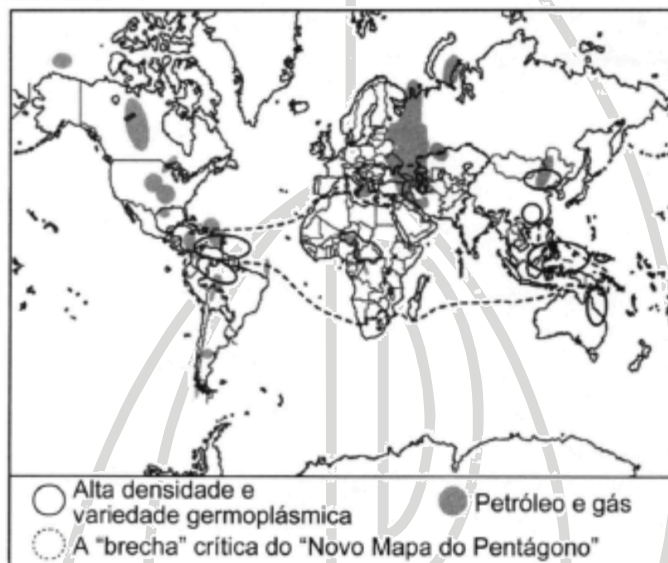 Alta densidade e
variedade germoplásmica
Petróleo e gás
A "brecha" crítica do "Novo Mapa do Pentágono"